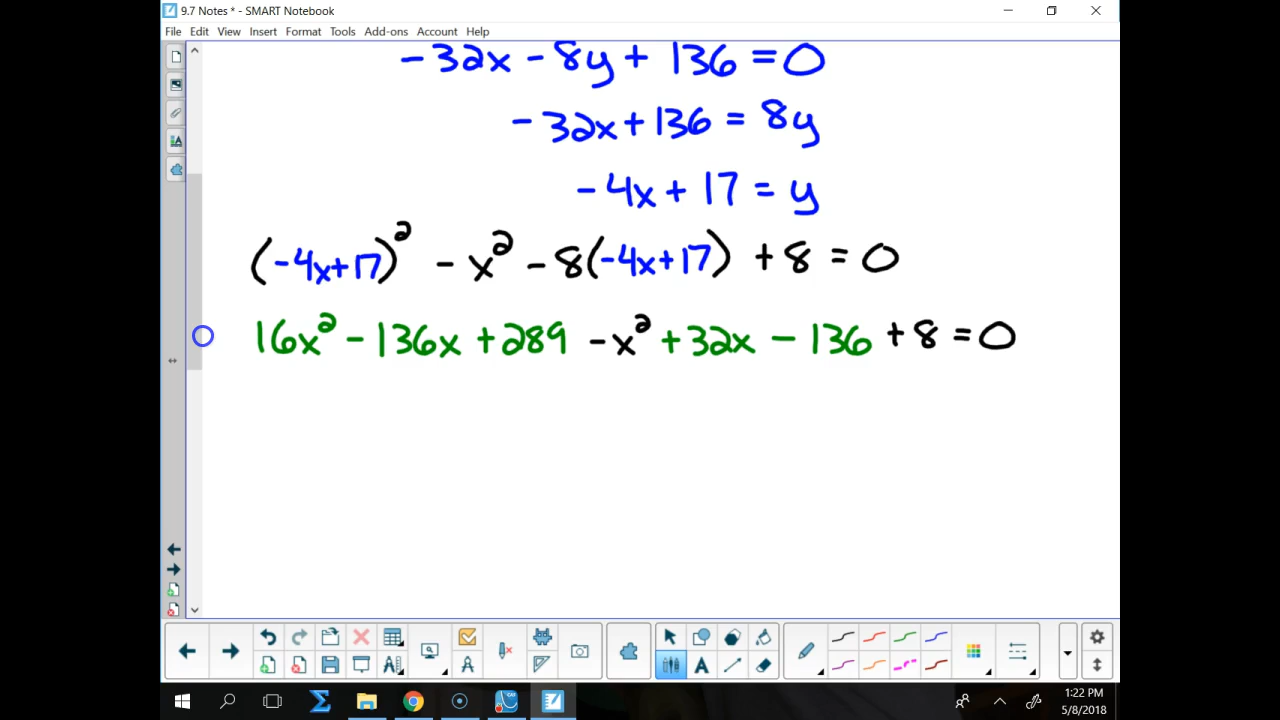 9.7 Notes * - SMART Notebook
File Edit View Insert Format Tools Add-ons Account Help
-32x - 8y + 136 = 0
-32x + 136 = 8y
-4x + 17 = y
(-4x+17)² - x² - 8(-4x+17) + 8 = 0
16x² - 136x + 289 - x² + 32x - 136 + 8 = 0
1:22 PM
5/8/2018